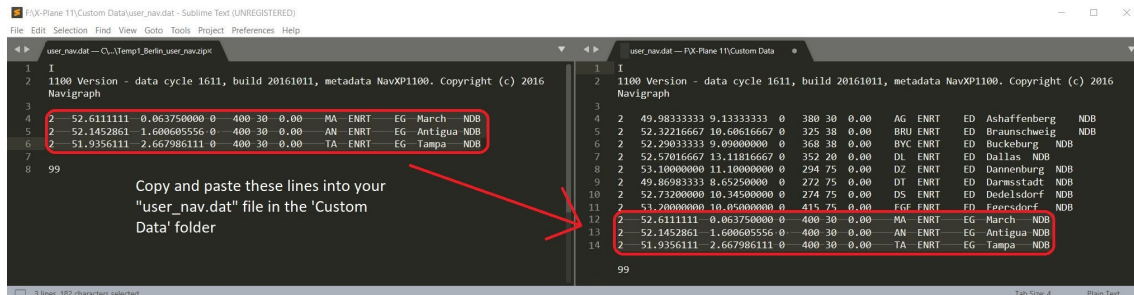 F:\X-Plane 11\Custom Data\user_nav.dat - Sublime Text (UNREGISTERED)
File Edit Selection Find View Goto Tools Project Preferences Help
user_nav.dat — C\...\Temp1_Berlin_user_nav.zip
1 I
2 1100 Version - data cycle 1611, build 20161011, metadata NavXP1100. Copyright (c) 2016
Navigraph
3
4 2 52.6111111 0.063750000 0 400 30 0.00 MA ENRT EG March NDB
5 2 52.1452861 1.600605556 0 400 30 0.00 AN ENRT EG Antigua NDB
6 2 51.9356111 2.667986111 0 400 30 0.00 TA ENRT EG Tampa NDB
7
8 99
Copy and paste these lines into your
"user_nav.dat" file in the 'Custom
Data' folder
user_nav.dat — F\X-Plane 11\Custom Data
1 I
2 1100 Version - data cycle 1611, build 20161011, metadata NavXP1100. Copyright (c) 2016
Navigraph
3
4 2 49.98333333 9.13333333 0 380 30 0.00 AG ENRT ED Ashaffenberg NDB
5 2 52.32216667 10.60616667 0 325 38 0.00 BRU ENRT ED Braunschweig NDB
6 2 52.29033333 9.09000000 0 368 38 0.00 BYC ENRT ED Buckeburg NDB
7 2 52.57016667 13.11816667 0 352 20 0.00 DL ENRT ED Dallas NDB
8 2 53.10000000 11.10000000 0 294 75 0.00 DZ ENRT ED Dannenburg NDB
9 2 49.86983333 8.65250000 0 272 75 0.00 DT ENRT ED Darmsstadt NDB
10 2 52.73200000 10.34500000 0 274 75 0.00 DS ENRT ED Dedelsdorf NDB
11 2 53.20000000 10.05000000 0 415 75 0.00 EGF ENRT ED Egersdorf NDB
12 2 52.6111111 0.063750000 0 400 30 0.00 MA ENRT EG March NDB
13 2 52.1452861 1.600605556 0 400 30 0.00 AN ENRT EG Antigua NDB
14 2 51.9356111 2.667986111 0 400 30 0.00 TA ENRT EG Tampa NDB
99
3 lines, 182 characters selected
Tab Size: 4 Plain Text